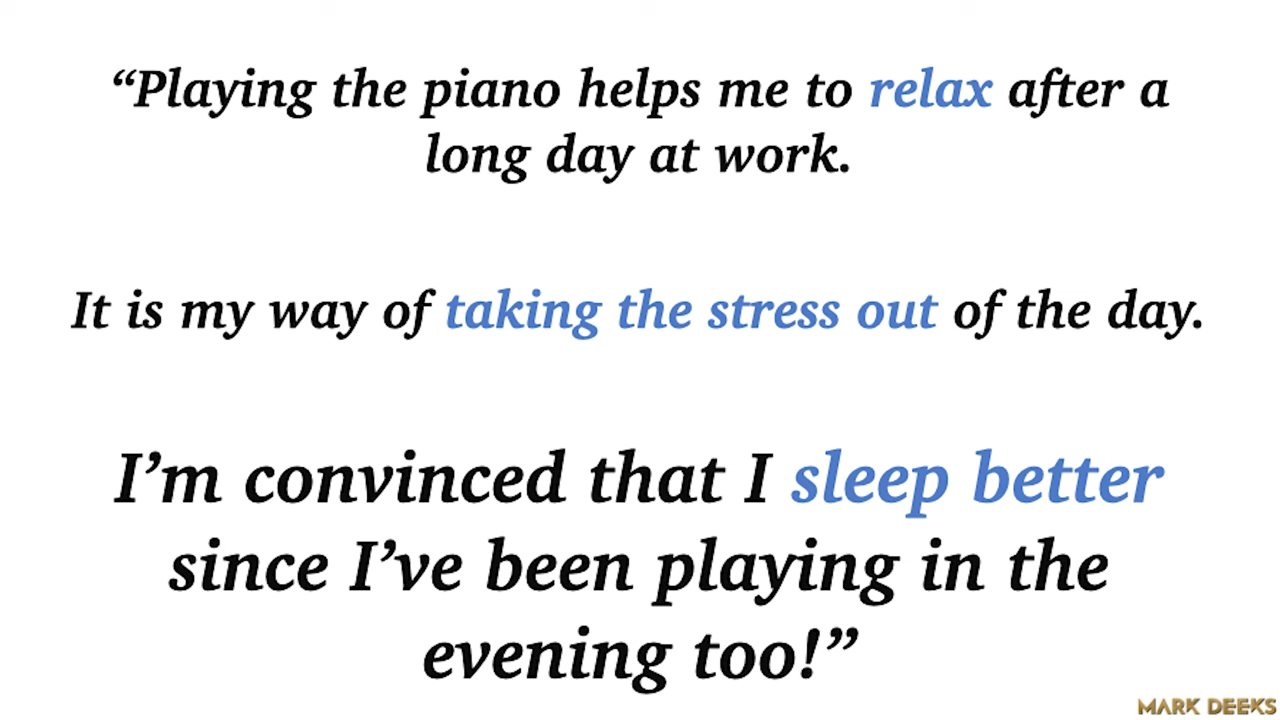 “Playing the piano helps me to relax after a
long day at work.
It is my way of taking the stress out of the day.
I’m convinced that I sleep better
since I’ve been playing in the
evening too!”
MARK DEEKS